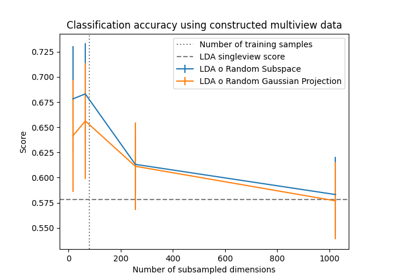 Classification accuracy using constructed multiview data
Number of training samples
LDA singleview score
LDA o Random Subspace
LDA o Random Gaussian Projection
Score
0.725
0.700
0.675
0.650
0.625
0.600
0.575
0.550
0 200 400 600 800 1000
Number of subsampled dimensions